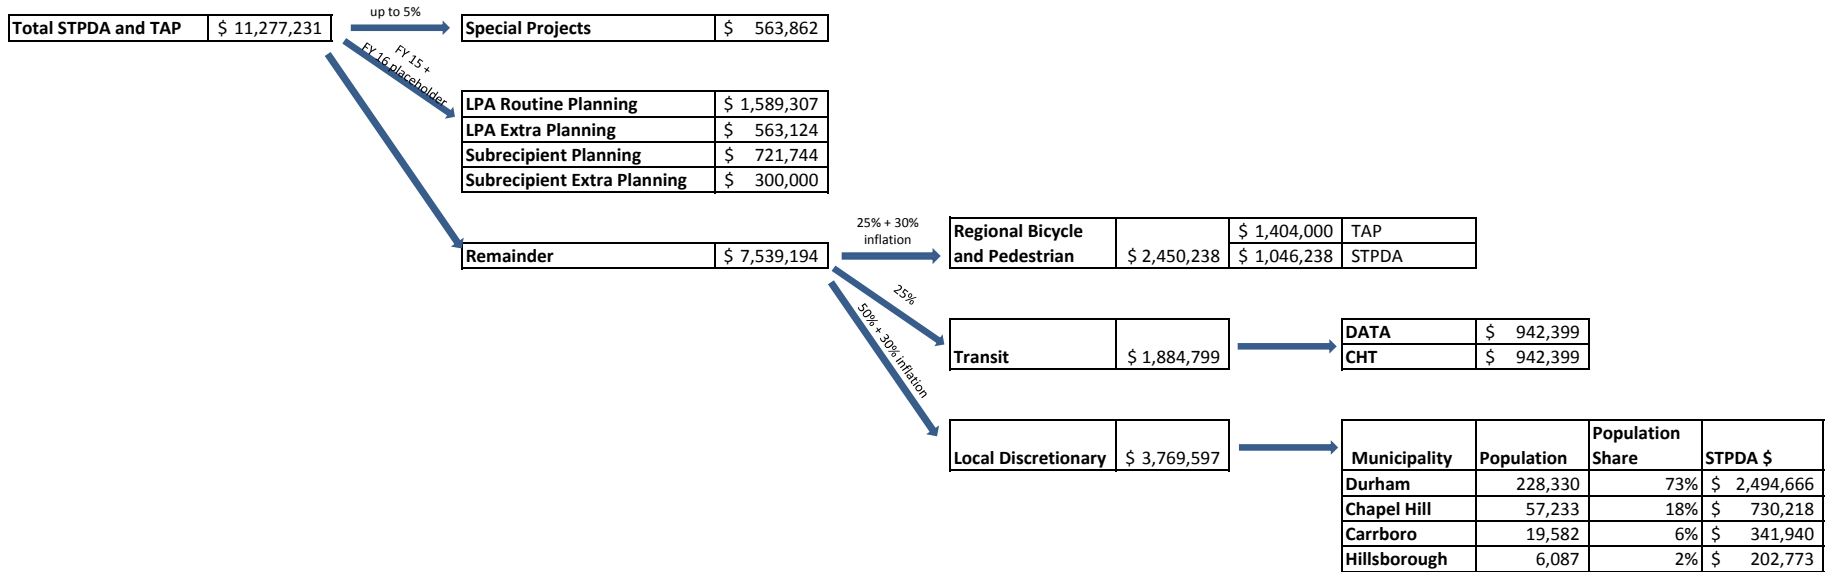 up to 5%
Total STPDA and TAP $ 11,277,231
Special Projects $ 563,862
FY 15 +
FY 16 placeholder
LPA Routine Planning $ 1,589,307
LPA Extra Planning $ 563,124
Subrecipient Planning $ 721,744
Subrecipient Extra Planning $ 300,000
Remainder $ 7,539,194
25% + 30%
inflation
Regional Bicycle
and Pedestrian $ 2,450,238
$ 1,404,000 TAP
$ 1,046,238 STPDA
25%
Transit $ 1,884,799
DATA $ 942,399
CHT $ 942,399
50% + 30% inflation
Local Discretionary $ 3,769,597
Municipality Population Population
Share STPDA $
Durham 228,330 73% $ 2,494,666
Chapel Hill 57,233 18% $ 730,218
Carrboro 19,582 6% $ 341,940
Hillsborough 6,087 2% $ 202,773